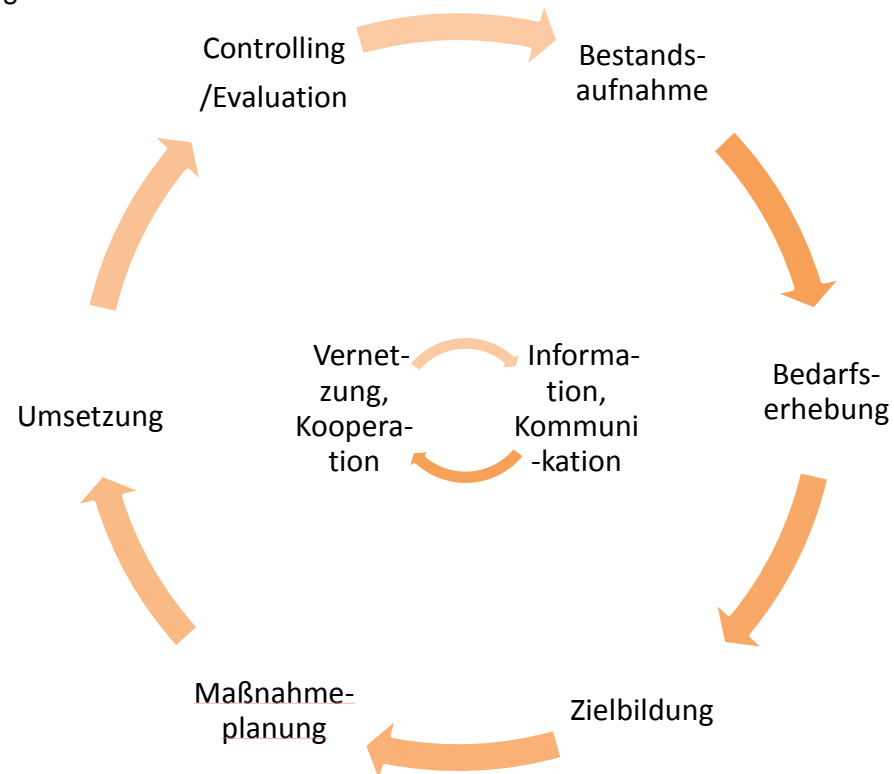 g
Controlling
/Evaluation
Bestands-
aufnahme
Bedarfs-
erhebung
Zielbildung
Maßnahme-
planung
Umsetzung
Vernet-
zung,
Koopera-
tion
Informa-
tion,
Kommuni
-kation